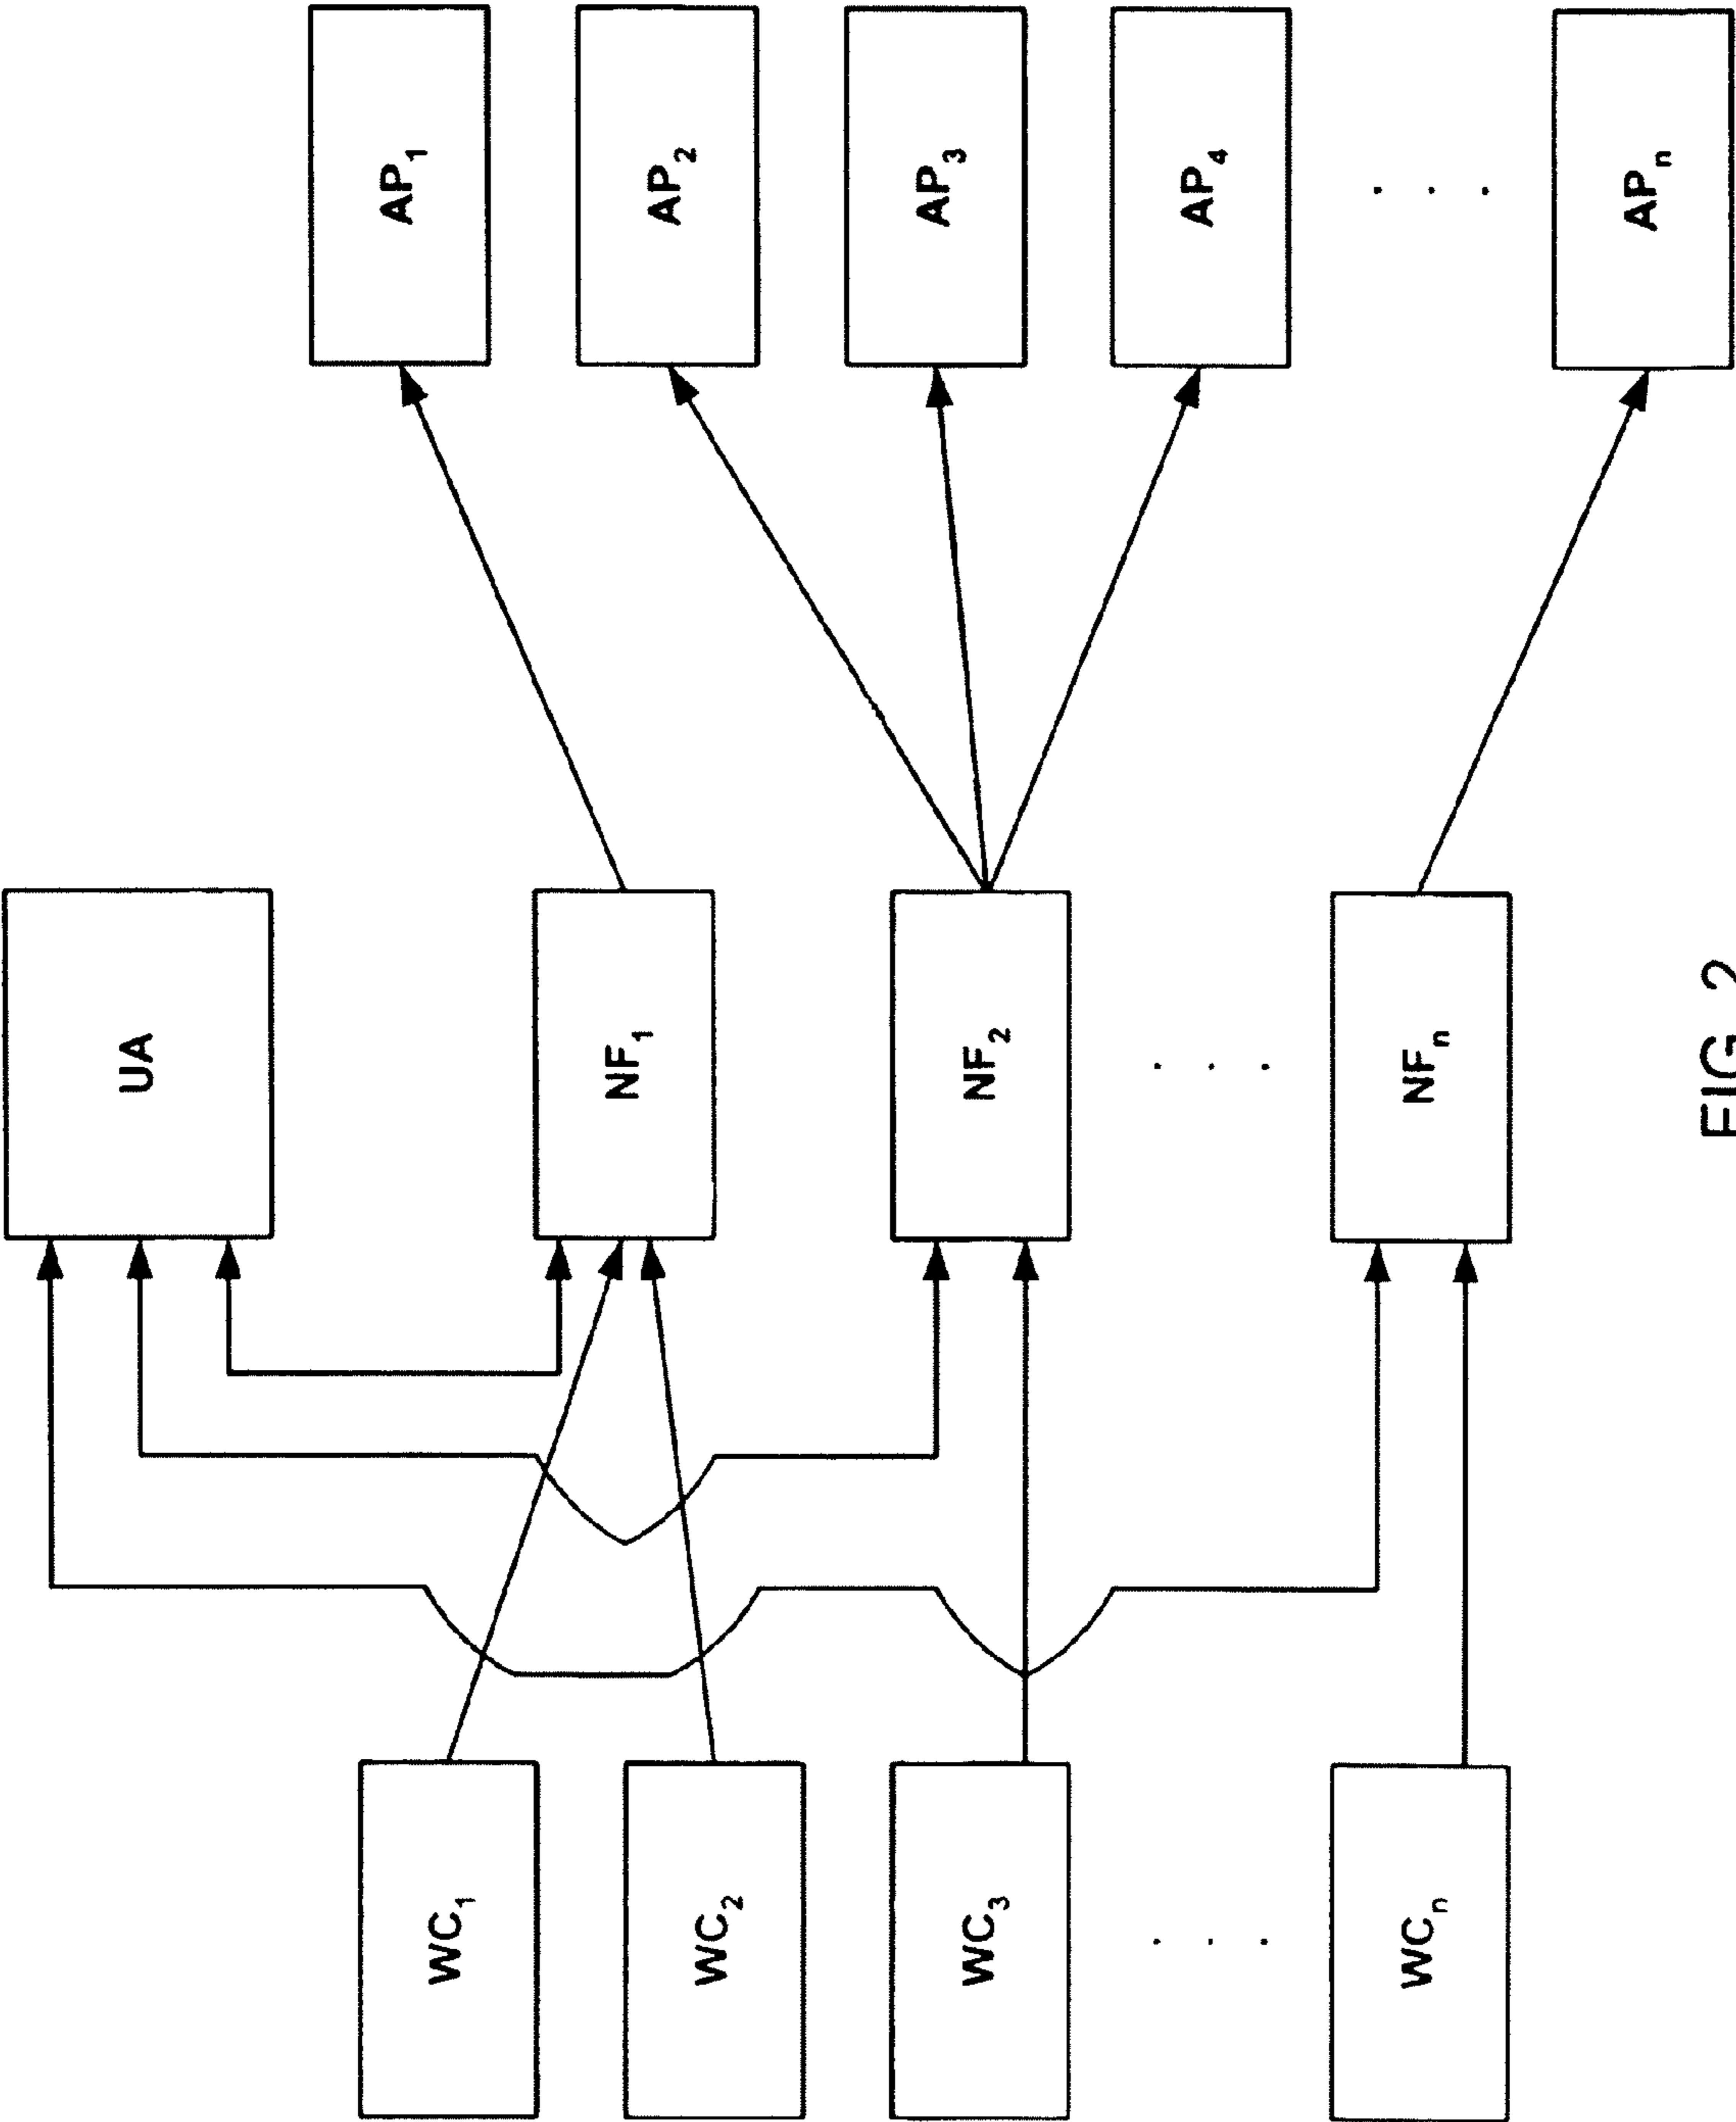 UA
WC₁
WC₂
WC₃
WCₙ
NF₁
NF₂
NFₙ
AP₁
AP₂
AP₃
AP₄
APₙ
FIG. 2